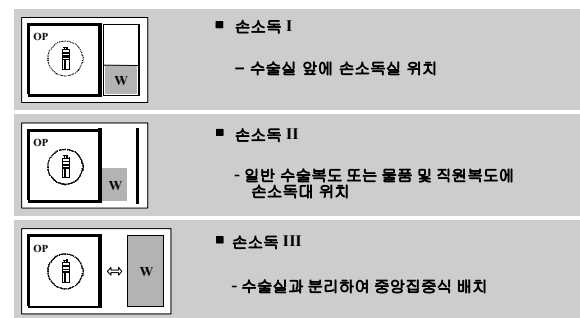 OP
W
■ 손소독 I
– 수술실 앞에 손소독실 위치
OP
W
■ 손소독 II
- 일반 수술복도 또는 물품 및 직원복도에
손소독대 위치
OP
⇔ W
■ 손소독 III
- 수술실과 분리하여 중앙집중식 배치